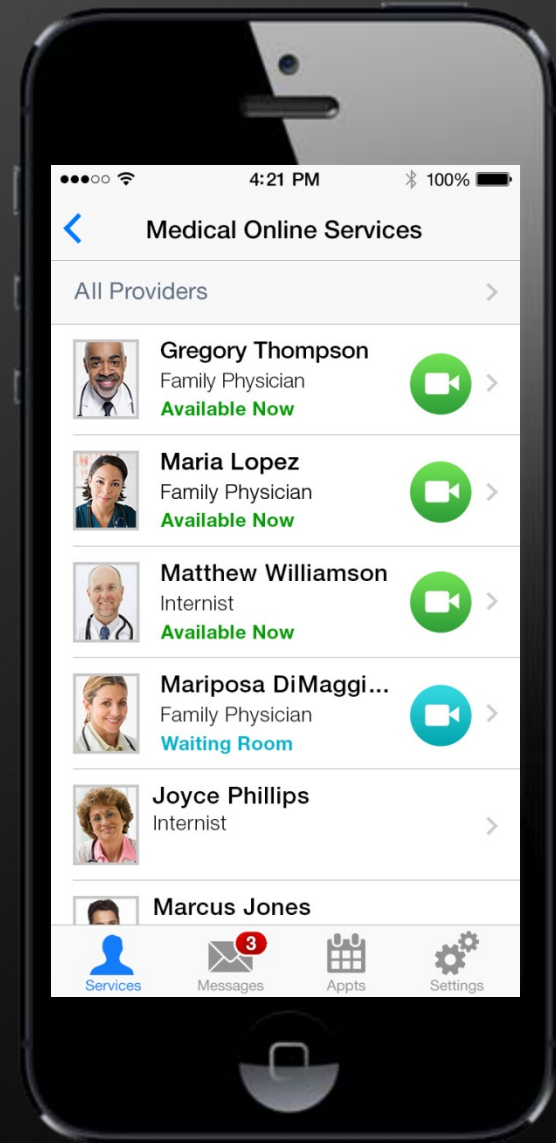 4:21 PM 100%
Medical Online Services
All Providers
Gregory Thompson
Family Physician
Available Now
Maria Lopez
Family Physician
Available Now
Matthew Williamson
Internist
Available Now
Mariposa DiMaggi...
Family Physician
Waiting Room
Joyce Phillips
Internist
Marcus Jones
3
Services Messages Appts Settings